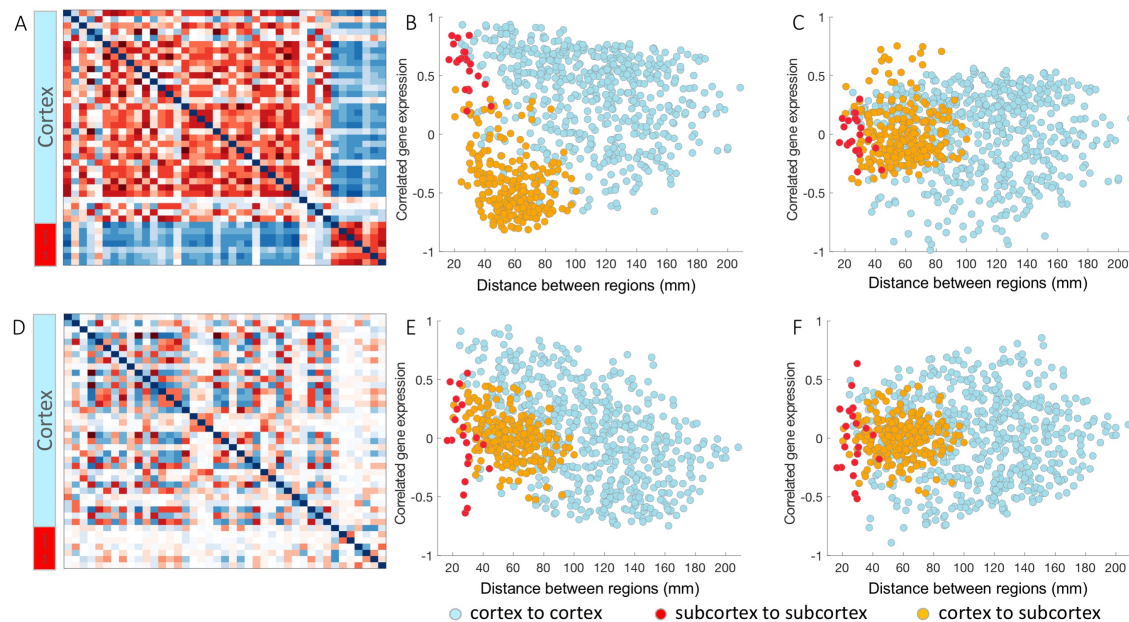 A
Cortex
B
1
0.5
0
-0.5
-1
Correlated gene expression
20 40 60 80 100 120 140 160 180 200
Distance between regions (mm)
C
1
0.5
0
-0.5
-1
Correlated gene expression
20 40 60 80 100 120 140 160 180 200
Distance between regions (mm)
D
Cortex
E
1
0.5
0
-0.5
-1
Correlated gene expression
20 40 60 80 100 120 140 160 180 200
Distance between regions (mm)
F
1
0.5
0
-0.5
-1
Correlated gene expression
20 40 60 80 100 120 140 160 180 200
Distance between regions (mm)
cortex to cortex subcortex to subcortex cortex to subcortex